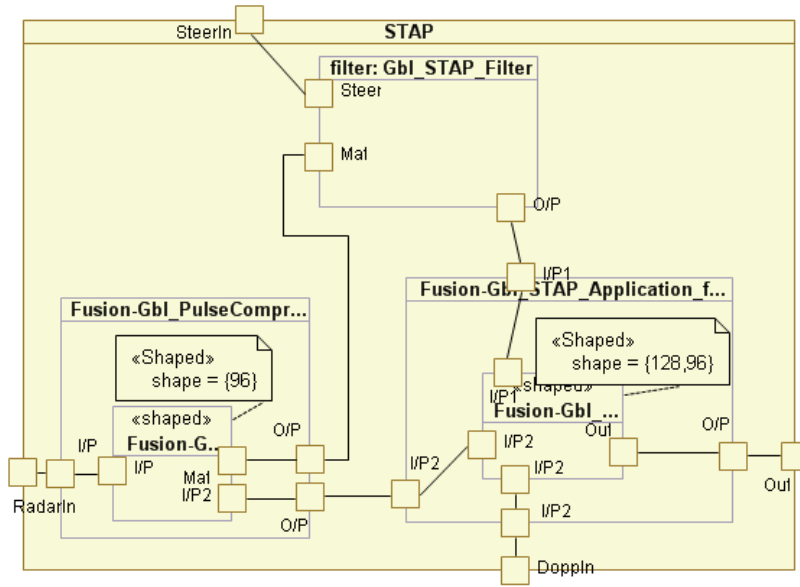 SteerIn
STAP
filter: Gbl_STAP_Filter
Steer
Mat
O/P
I/P1
Fusion-Gbl_STAP_Application_f...
Fusion-Gbl_PulseCompr...
«Shaped»
shape = {96}
«Shaped»
shape = {128,96}
«shaped»
Fusion-G...
I/P1
«shaped»
Fusion-Gbl_...
I/P
I/P
O/P
Mat
I/P2
O/P
RadarIn
I/P2
I/P2
Out
O/P
I/P2
I/P2
Out
DoppIn